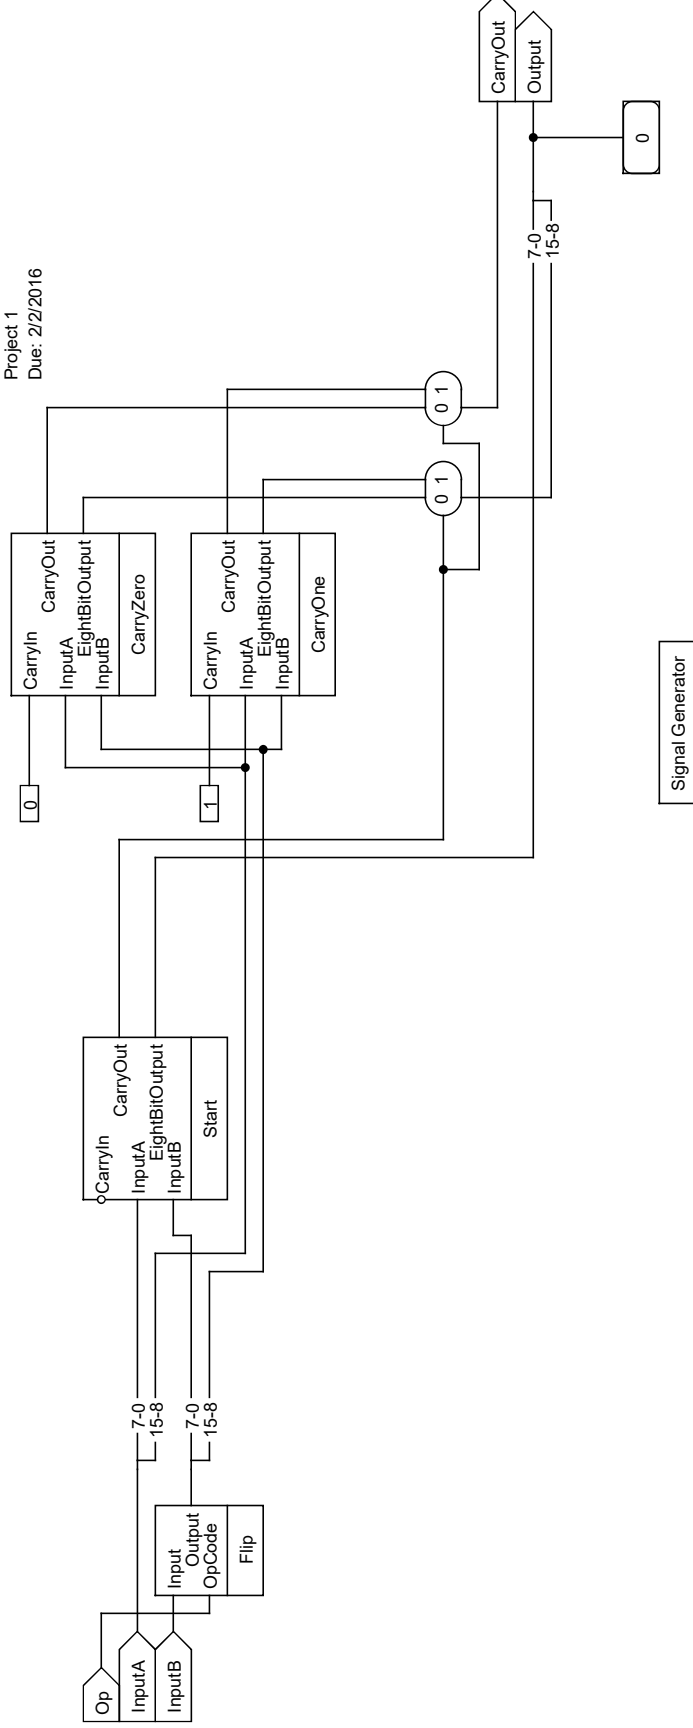 Project 1
Due: 2/2/2016
Op
InputA
InputB
Input
Output
OpCode
Flip
7-0
15-8
7-0
15-8
CarryIn
CarryOut
InputA
EightBitOutput
InputB
Start
0
CarryIn
CarryOut
InputA
EightBitOutput
InputB
CarryZero
1
CarryIn
CarryOut
InputA
EightBitOutput
InputB
CarryOne
0 1
0 1
7-0
15-8
CarryOut
Output
0
Signal Generator